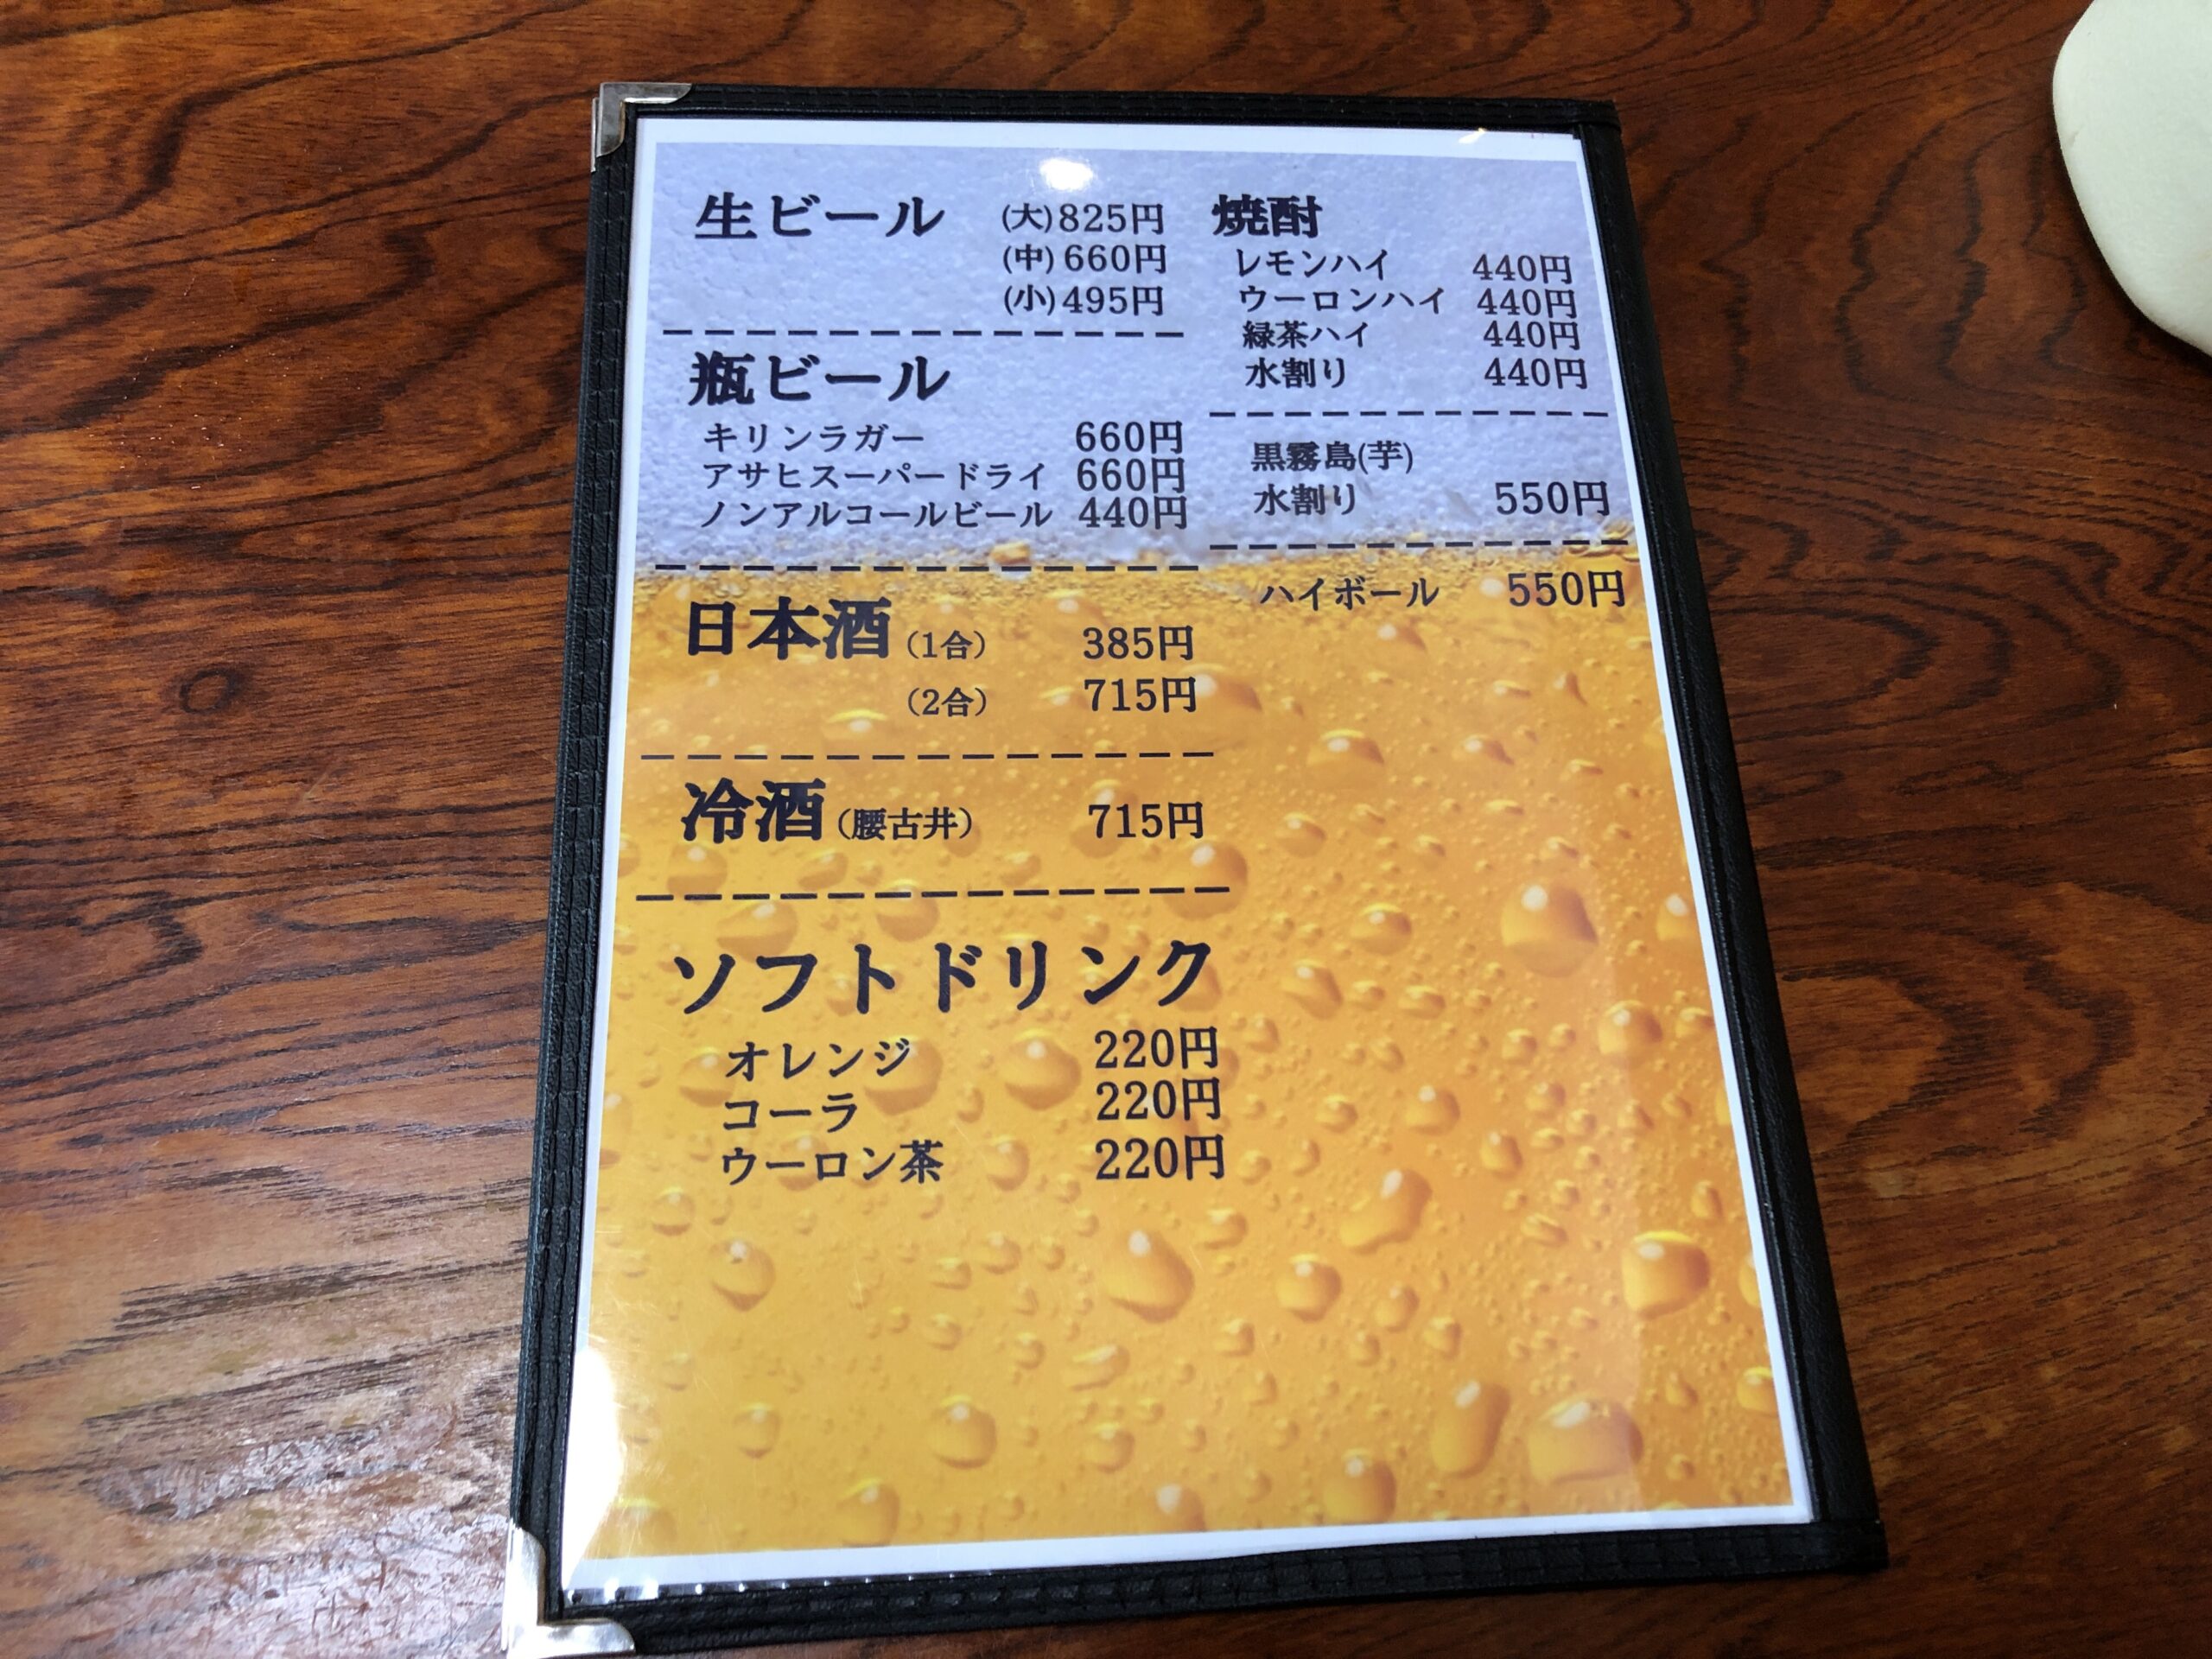 生ビール (大)825円
(中)660円
(小)495円
瓶ビール
キリンラガー 660円
アサヒスーパードライ 660円
ノンアルコールビール 440円
日本酒(1合) 385円
(2合) 715円
冷酒(腰古井) 715円
ソフトドリンク
オレンジ 220円
コーラ 220円
ウーロン茶 220円
焼酎
レモンハイ 440円
ウーロンハイ 440円
緑茶ハイ 440円
水割り 440円
黒霧島(芋)
水割り 550円
ハイボール 550円